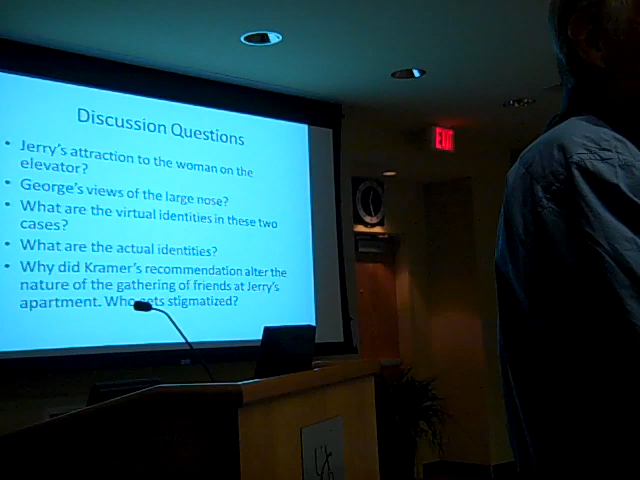 Discussion Questions
• Jerry's attraction to the woman on the
elevator?
• George's views of the large nose?
• What are the virtual identities in these two
cases?
• What are the actual identities?
• Why did Kramer's recommendation alter the
nature of the gathering of friends at Jerry's
apartment. Who gets stigmatized?
EXIT